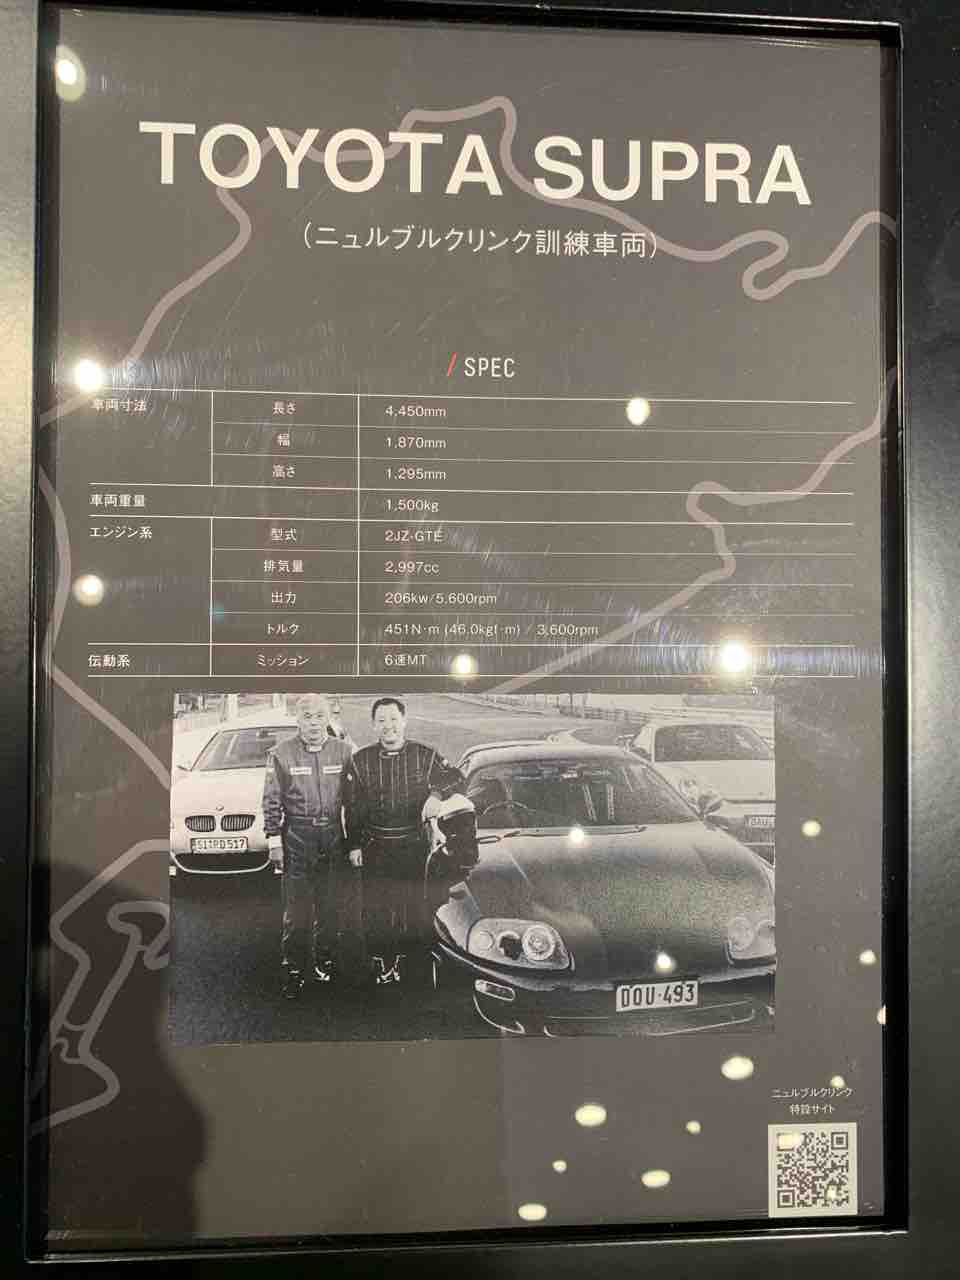 TOYOTA SUPRA
（ニュルブルクリンク訓練車両）
/ SPEC
車両寸法 長さ 4,450mm
幅 1,870mm
高さ 1,295mm
車両重量 1,500kg
エンジン系 型式 2JZ-GTE
排気量 2,997cc
出力 206kw/5,600rpm
トルク 451N·m (46.0kgf·m) / 3,600rpm
伝動系 ミッション 6速MT
DOU·493
ニュルブルクリンク
特設サイト